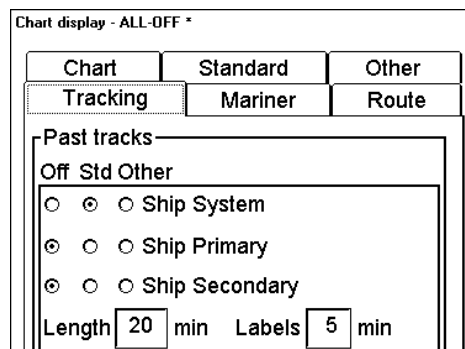 Chart display - ALL-OFF *
Chart Standard Other
Tracking Mariner Route
Past tracks
Off Std Other
Ship System
Ship Primary
Ship Secondary
Length 20 min Labels 5 min